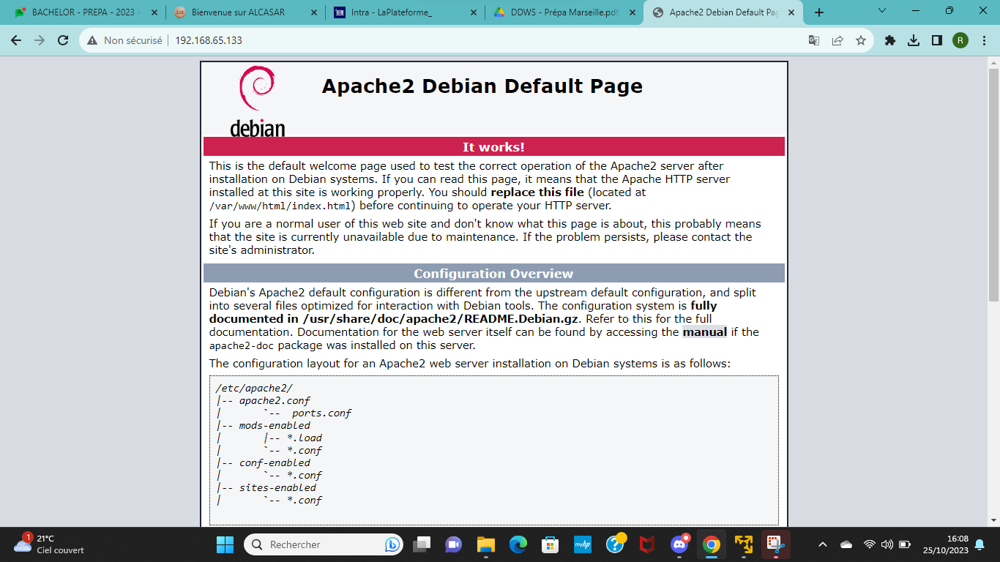 BACHELOR - PREPA - 2023 -
Bienvenue sur ALCASAR
Intra - LaPlateforme_
DDWS - Prépa Marseille.pdf
Apache2 Debian Default Pag
Non sécurisé
192.168.65.133
R
debian
Apache2 Debian Default Page
It works!
This is the default welcome page used to test the correct operation of the Apache2 server after
installation on Debian systems. If you can read this page, it means that the Apache HTTP server
installed at this site is working properly. You should replace this file (located at
/var/www/html/index.html) before continuing to operate your HTTP server.
If you are a normal user of this web site and don't know what this page is about, this probably means
that the site is currently unavailable due to maintenance. If the problem persists, please contact the
site's administrator.
Configuration Overview
Debian's Apache2 default configuration is different from the upstream default configuration, and split
into several files optimized for interaction with Debian tools. The configuration system is fully
documented in /usr/share/doc/apache2/README.Debian.gz. Refer to this for the full
documentation. Documentation for the web server itself can be found by accessing the manual if the
apache2-doc package was installed on this server.
The configuration layout for an Apache2 web server installation on Debian systems is as follows:
/etc/apache2/
|-- apache2.conf
|       `--  ports.conf
|-- mods-enabled
|       |-- *.load
|       `-- *.conf
|-- conf-enabled
|       `-- *.conf
|-- sites-enabled
|       `-- *.conf
1
21°C
Ciel couvert
Rechercher
myhp
16:08
25/10/2023